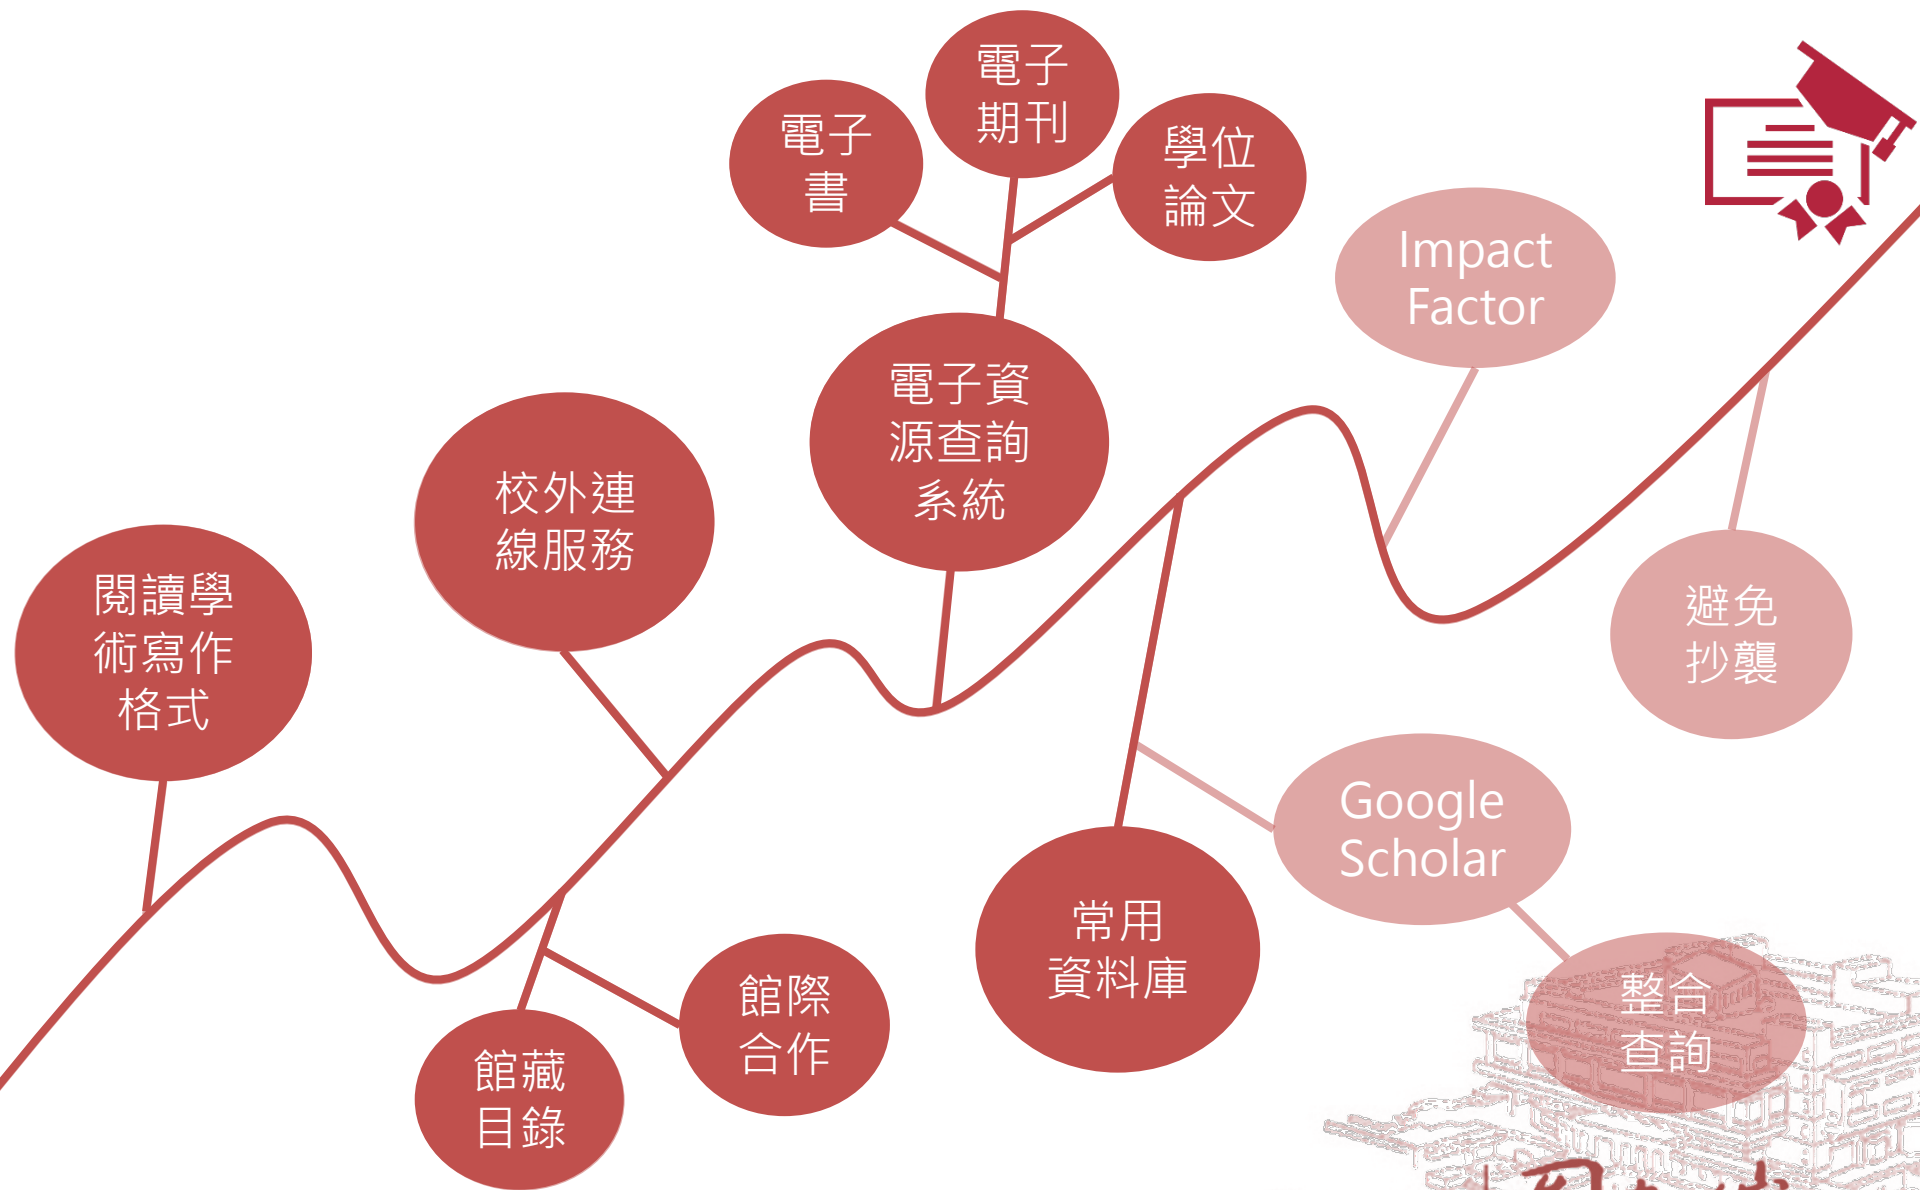 閱讀學
術寫作
格式
校外連
線服務
館藏
目錄
館際
合作
電子
書
電子
期刊
學位
論文
電子資
源查詢
系統
常用
資料庫
Google
Scholar
整合
查詢
Impact
Factor
避免
抄襲